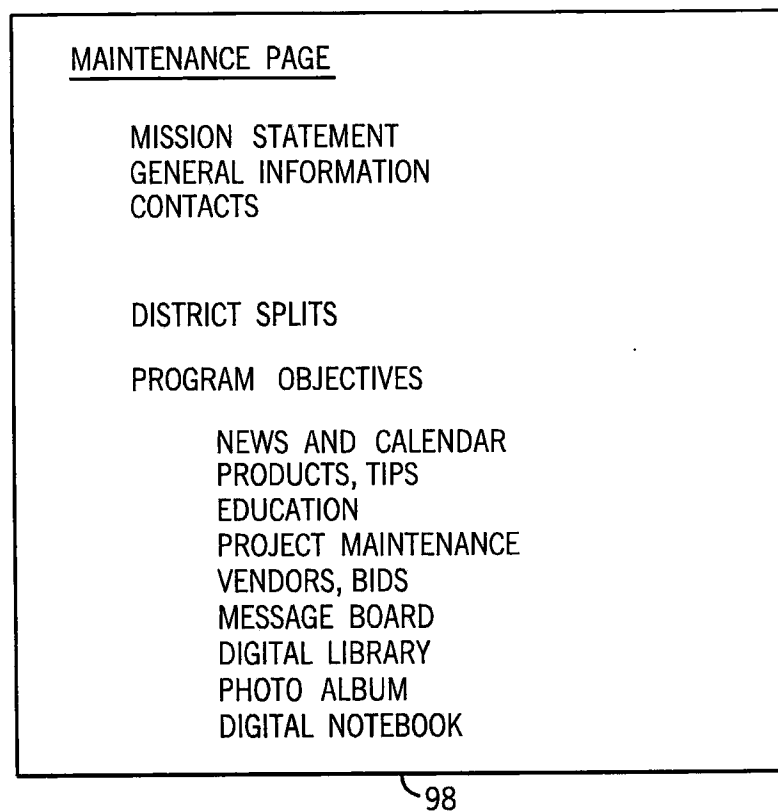 MAINTENANCE PAGE
MISSION STATEMENT
GENERAL INFORMATION
CONTACTS
DISTRICT SPLITS
PROGRAM OBJECTIVES
NEWS AND CALENDAR
PRODUCTS, TIPS
EDUCATION
PROJECT MAINTENANCE
VENDORS, BIDS
MESSAGE BOARD
DIGITAL LIBRARY
PHOTO ALBUM
DIGITAL NOTEBOOK
98